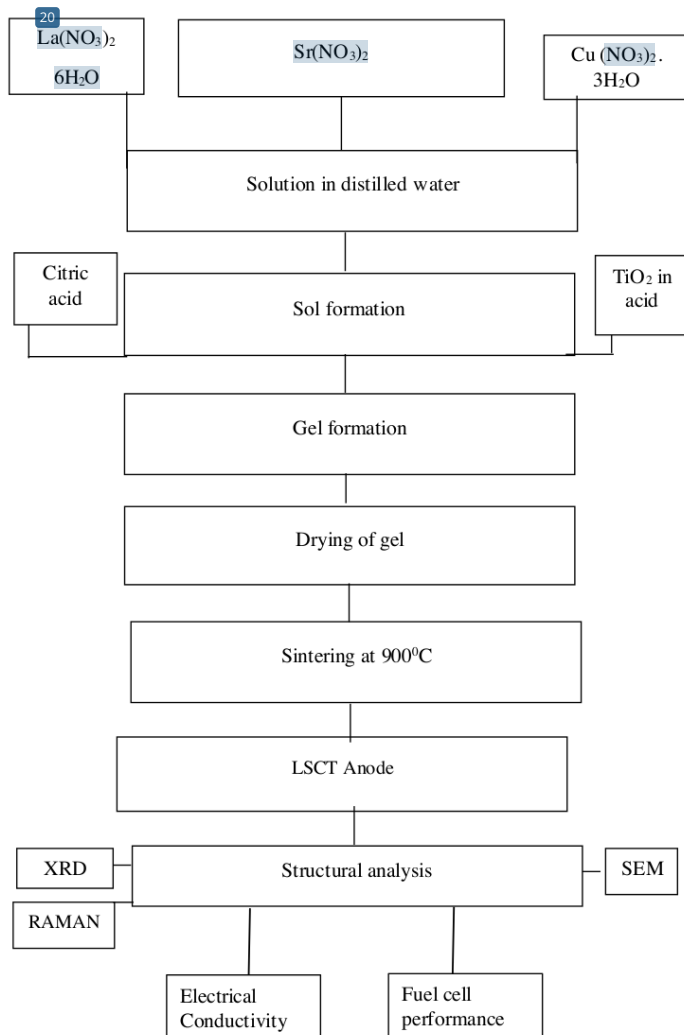 20
La(NO₃)₂
6H₂O
Sr(NO₃)₂
Cu (NO₃)₂.
3H₂O
Solution in distilled water
Citric
acid
TiO₂ in
acid
Sol formation
Gel formation
Drying of gel
Sintering at 900⁰C
LSCT Anode
XRD
Structural analysis
SEM
RAMAN
Electrical
Conductivity
Fuel cell
performance